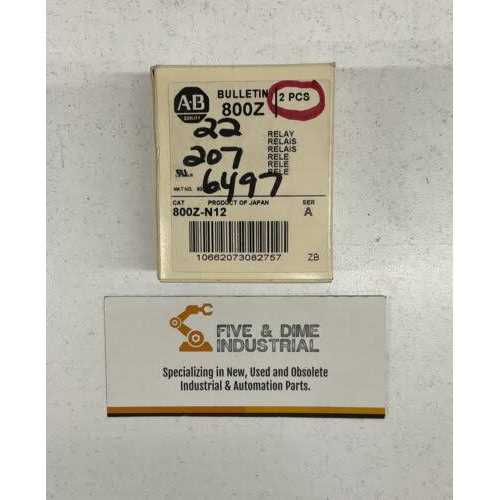 A-B
QUALITY
BULLETIN
800Z
2 PCS
22
207
6497
RELAY
RELAIS
RELAIS
RELE
RELE
RELE
CAT
PRODUCT OF JAPAN
SER
800Z-N12
A
10662073082757
ZB
FIVE & DIME
INDUSTRIAL
Specializing in New, Used and Obsolete
Industrial & Automation Parts.